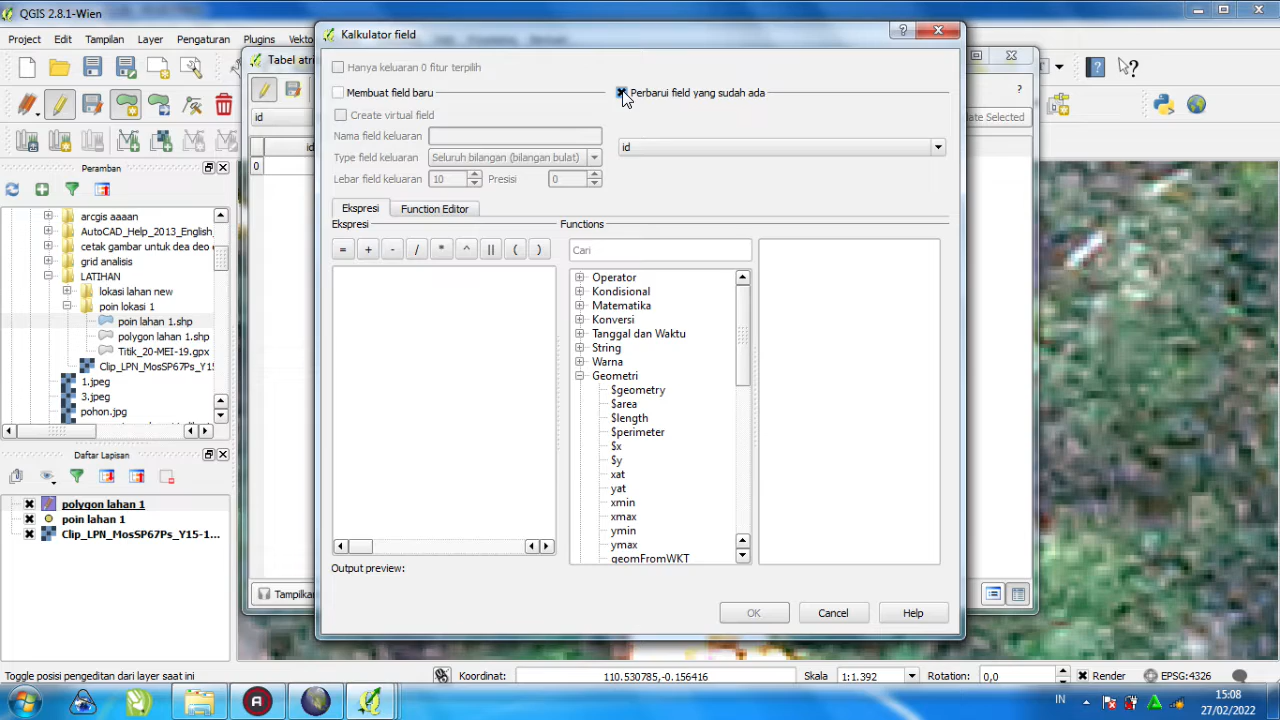 QGIS 2.8.1-Wien
Project Edit Tampilan Layer Pengaturan Plugins Vekto
Kalkulator field
Tabel atri
Hanya keluaran 0 fitur terpilih
Membuat field baru
Perbarui field yang sudah ada
Create virtual field
Nama field keluaran
id
Type field keluaran Seluruh bilangan (bilangan bulat)
Lebar field keluaran 10 Presisi 0
id
ate Selected
id
0
Ekspresi Function Editor
Ekspresi
Functions
= + - / * ^ || ( )
Cari
Operator
Kondisional
Matematika
Konversi
Tanggal dan Waktu
String
Warna
Geometri
$geometry
$area
$length
$perimeter
$x
$y
xat
yat
xmin
xmax
ymin
ymax
geomFromWKT
Output preview:
OK Cancel Help
Peramban
arcgis aaaan
AutoCAD_Help_2013_English_
cetak gambar untuk dea deo
grid analisis
LATIHAN
lokasi lahan new
poin lokasi 1
poin lahan 1.shp
polygon lahan 1.shp
Titik_20-MEI-19.gpx
Clip_LPN_MosSP67Ps_Y15
1.jpeg
3.jpeg
pohon.jpg
Daftar Lapisan
polygon lahan 1
poin lahan 1
Clip_LPN_MosSP67Ps_Y15-1...
Tampilka
Toggle posisi pengeditan dari layer saat ini
Koordinat: 110.530785,-0.156416 Skala 1:1.392 Rotation: 0,0 Render EPSG:4326
IN
15:08
27/02/2022